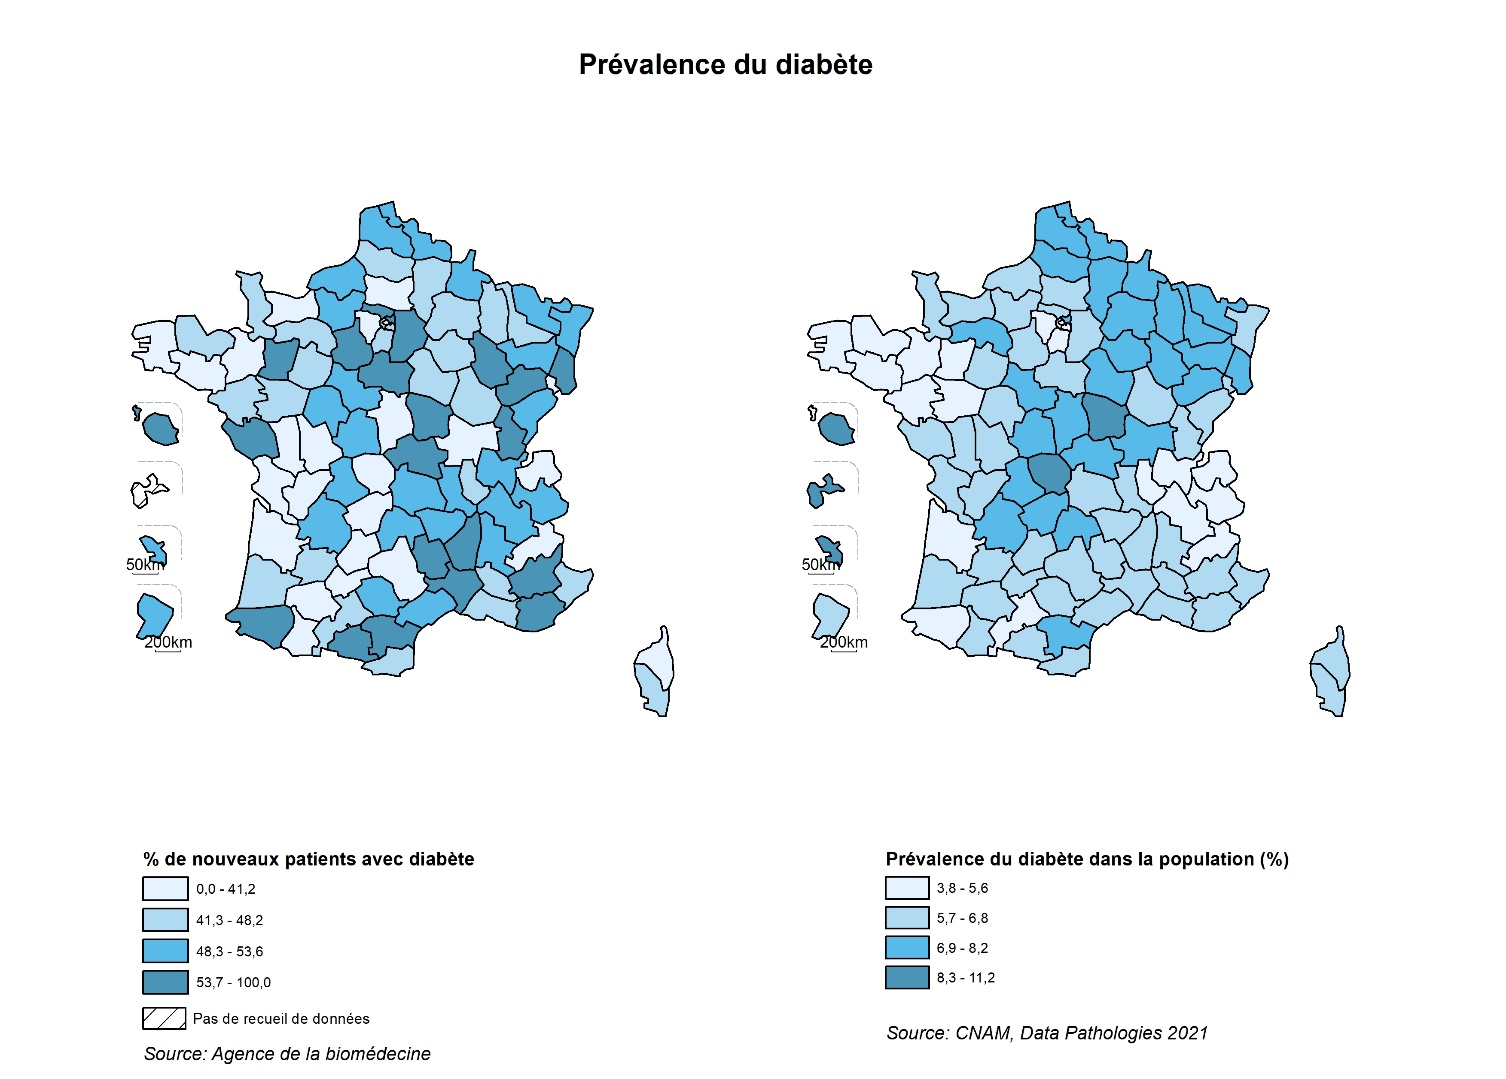 Prévalence du diabète
50km
200km
50km
200km
% de nouveaux patients avec diabète
0,0 - 41,2
41,3 - 48,2
48,3 - 53,6
53,7 - 100,0
Pas de recueil de données
Source: Agence de la biomédecine
Prévalence du diabète dans la population (%)
3,8 - 5,6
5,7 - 6,8
6,9 - 8,2
8,3 - 11,2
Source: CNAM, Data Pathologies 2021